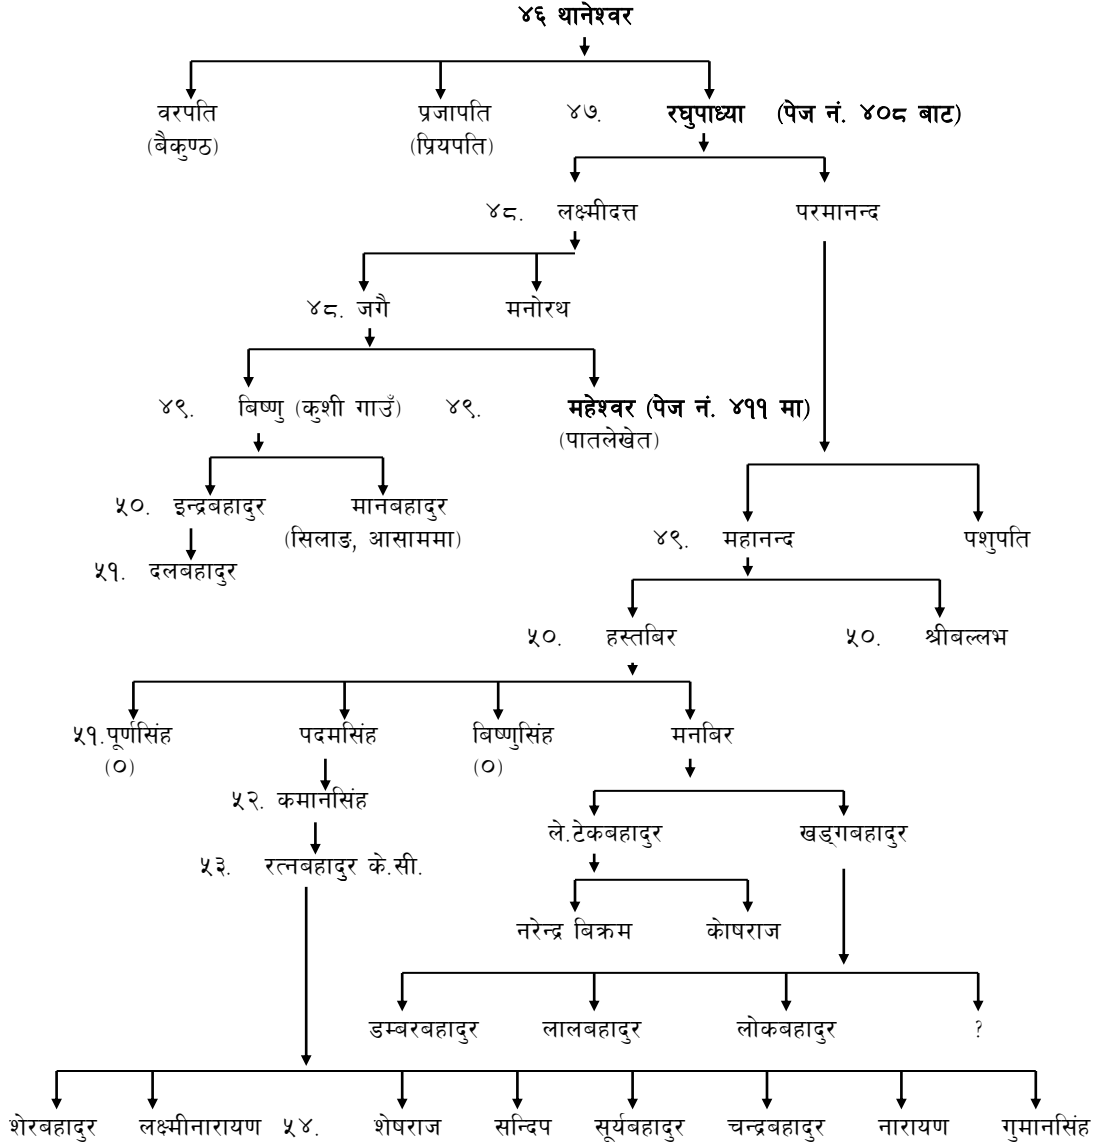 ४६ थानेश्वर
वरपति प्रजापति ४७. रघुपाध्या (पेज नं. ४०८ बाट)
(बैकुण्ठ) (प्रियपति)
४८. लक्ष्मीदत्त परमानन्द
४८. जगै मनोरथ
४९. बिष्णु (कुशी गाउँ) ४९. महेश्वर (पेज नं. ४११ मा)
(पातलेखेत)
५०. इन्द्रबहादुर मानबहादुर
(सिलाङ, आसाममा) ४९. महानन्द पशुपति
५१. दलबहादुर
५०. हस्तबिर ५०. श्रीबल्लभ
५१.पूर्णसिंह पदमसिंह बिष्णुसिंह मनबिर
(०) (०)
५२. कमानसिंह
ले.टेकबहादुर खड्गबहादुर
५३. रत्नबहादुर के.सी.
नरेन्द्र बिक्रम केाषराज
डम्बरबहादुर लालबहादुर लोकबहादुर ?
शेरबहादुर लक्ष्मीनारायण ५४. शेषराज सन्दिप सूर्यबहादुर चन्द्रबहादुर नारायण गुमानसिंह